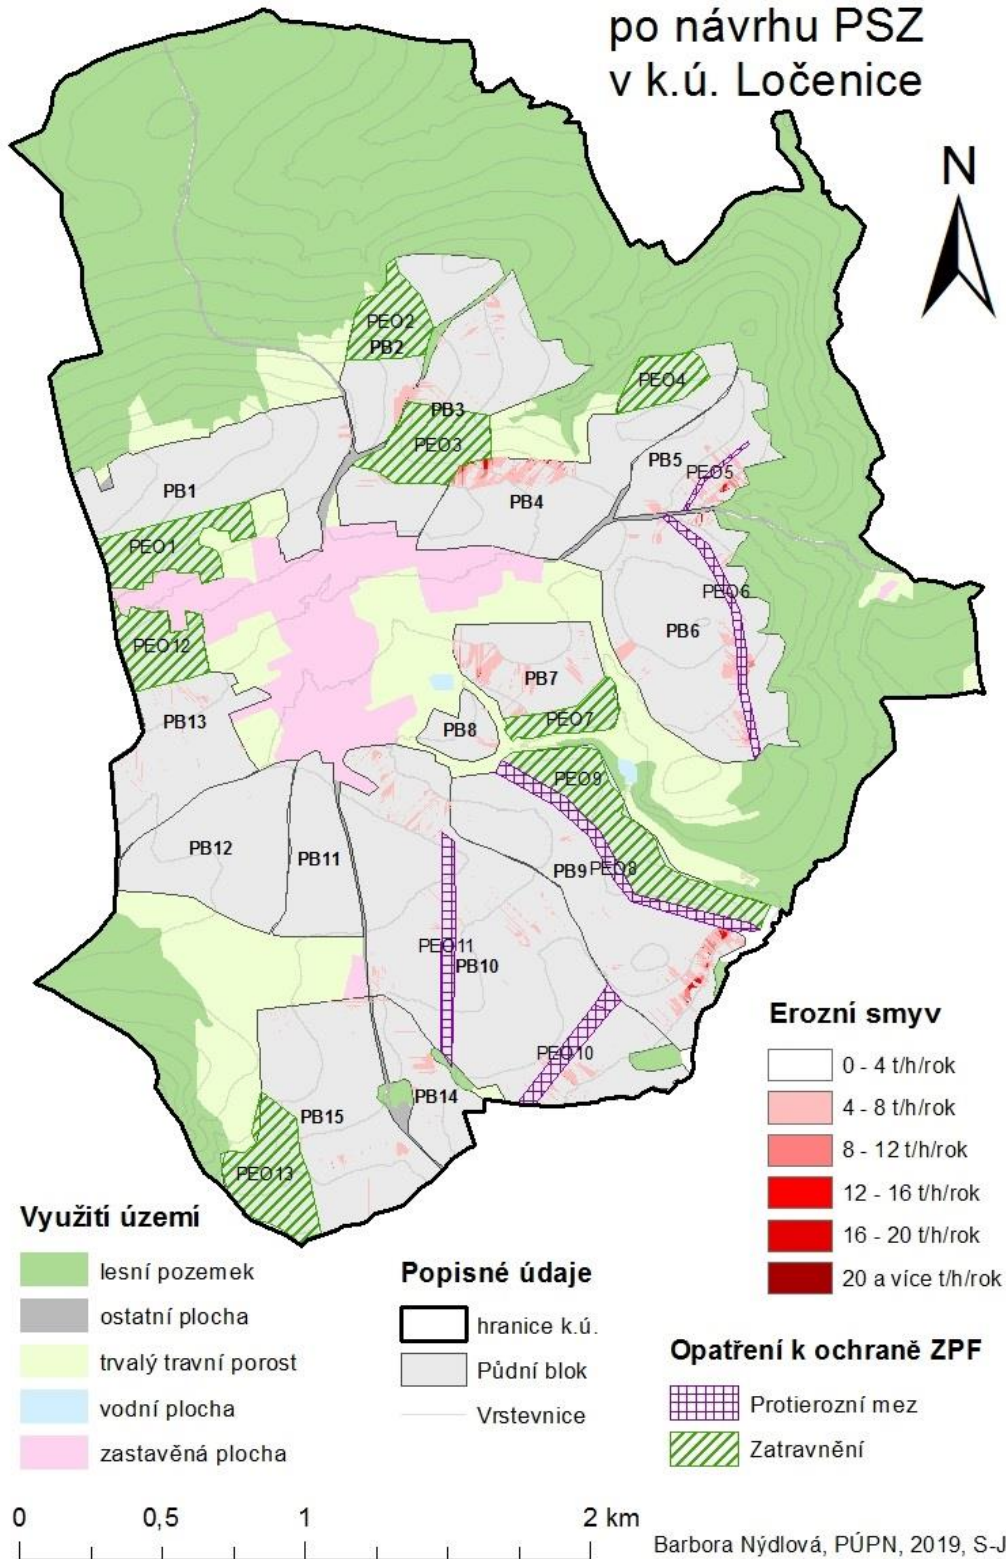 po návrhu PSZ
v k.ú. Ločenice
N
PEO2
PB2
PEO4
PB3
PEO3
PB5
PEO5
PB1
PB4
PEO1
PEO6
PB6
PEO12
PB7
PB13
PEO7
PB8
PEO9
PB12
PB11
PB9
PEO8
PEO11
PB10
PEO10
PB14
PB15
PEO13
Erozní smyv
0 - 4 t/h/rok
4 - 8 t/h/rok
8 - 12 t/h/rok
12 - 16 t/h/rok
16 - 20 t/h/rok
20 a více t/h/rok
Využití území
lesní pozemek
ostatní plocha
trvalý travní porost
vodní plocha
zastavěná plocha
Popisné údaje
hranice k.ú.
Půdní blok
Vrstevnice
Opatření k ochraně ZPF
Protierozní mez
Zatravnění
0 0,5 1 2 km
Barbora Nýdlová, PÚPN, 2019, S-J